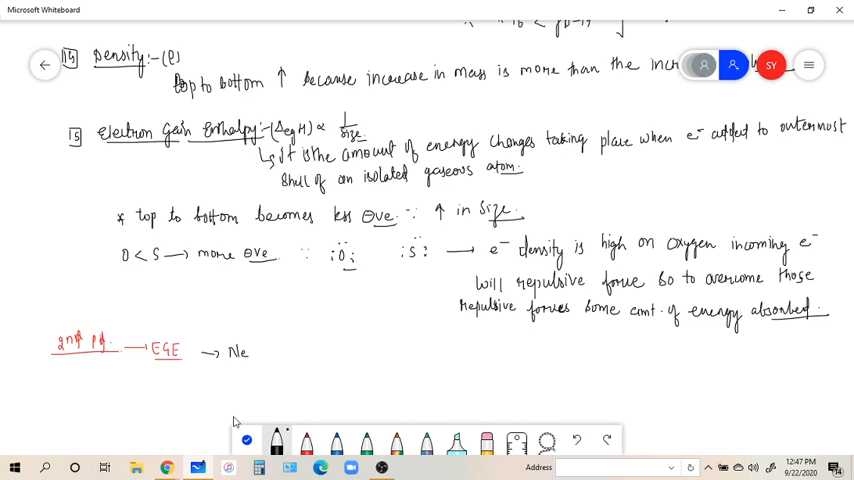 Microsoft Whiteboard
14 Density:- (ρ)
top to bottom ↑ because increase in mass is more than the incr
15 Electron Gain Enthalpy:- (ΔegH) ∝ 1/size.
↳ It is the amount of energy changes taking place when e⁻ added to outermost
shell of an isolated gaseous atom.
* top to bottom becomes less ⊖ve ∵ ↑ in size.
O < S → more ⊖ve ∵ :Ö: :S̈: → e⁻ density is high on oxygen incoming e⁻
will repulsive force so to overcome those
repulsive forces some amt. of energy absorbed.
2nd pd. → EGE → Ne
SY
Address
12:47 PM
9/22/2020
14